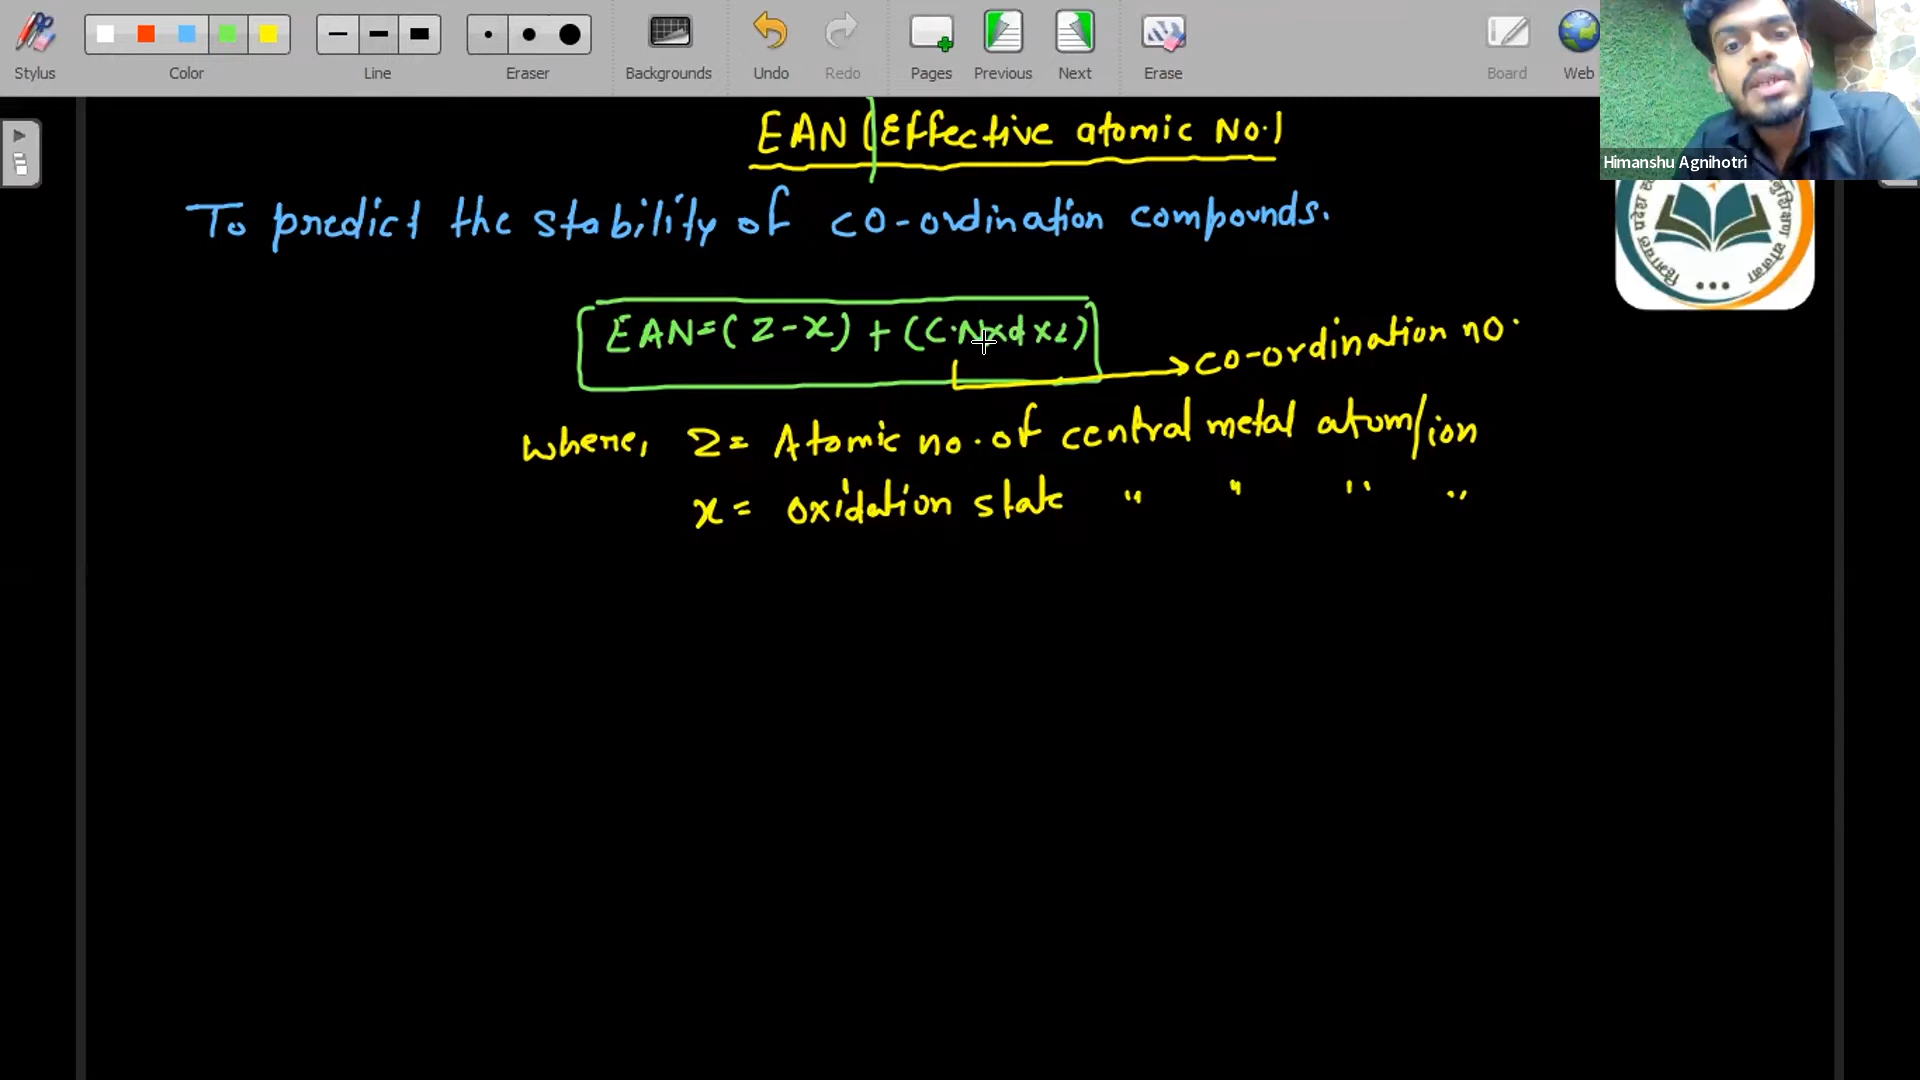 Stylus
Color
Line
Eraser
Backgrounds
Undo
Redo
Pages
Previous
Next
Erase
Board
Web
Himanshu Agnihotri
EAN (Effective atomic No.)
To predict the stability of co-ordination compounds.
EAN=(Z-x) + (C.N×d×2)
co-ordination no.
where, Z= Atomic no. of central metal atom/ion
x= oxidation state " " " "